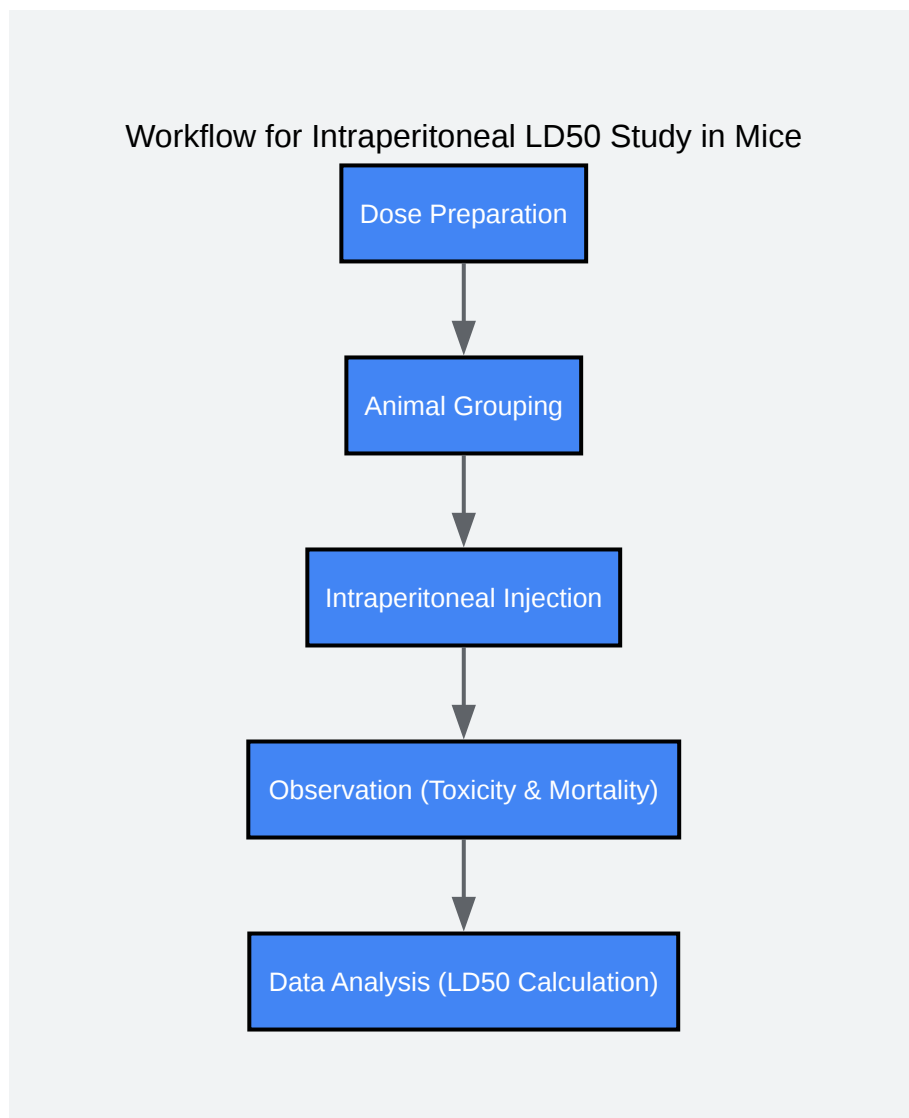 Workflow for Intraperitoneal LD50 Study in Mice
Dose Preparation
Animal Grouping
Intraperitoneal Injection
Observation (Toxicity & Mortality)
Data Analysis (LD50 Calculation)